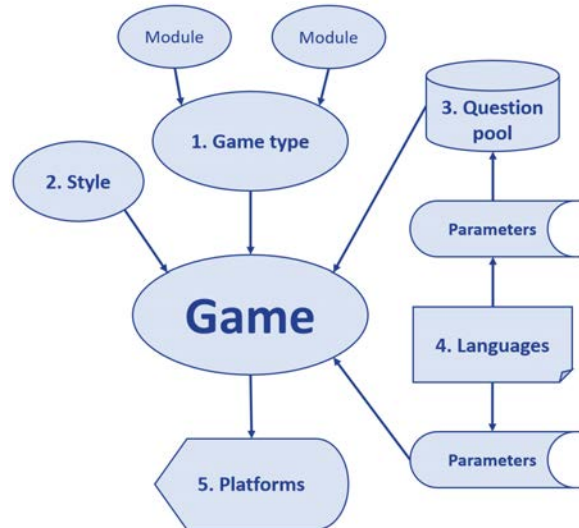 Module
Module
1. Game type
3. Question
pool
2. Style
Parameters
Game
4. Languages
Parameters
5. Platforms